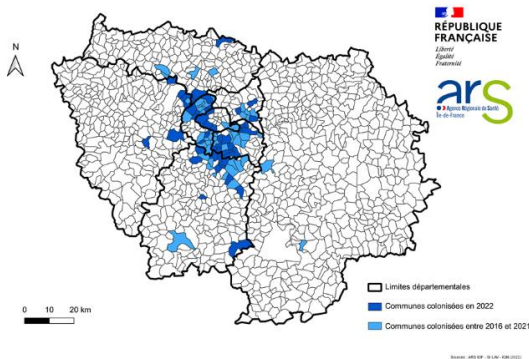 RÉPUBLIQUE
FRANÇAISE
Liberté
Égalité
Fraternité
ars
Agence Régionale de Santé
Île-de-France
N
Limites départementales
Communes colonisées en 2022
Communes colonisées entre 2016 et 2021
0 10 20 km